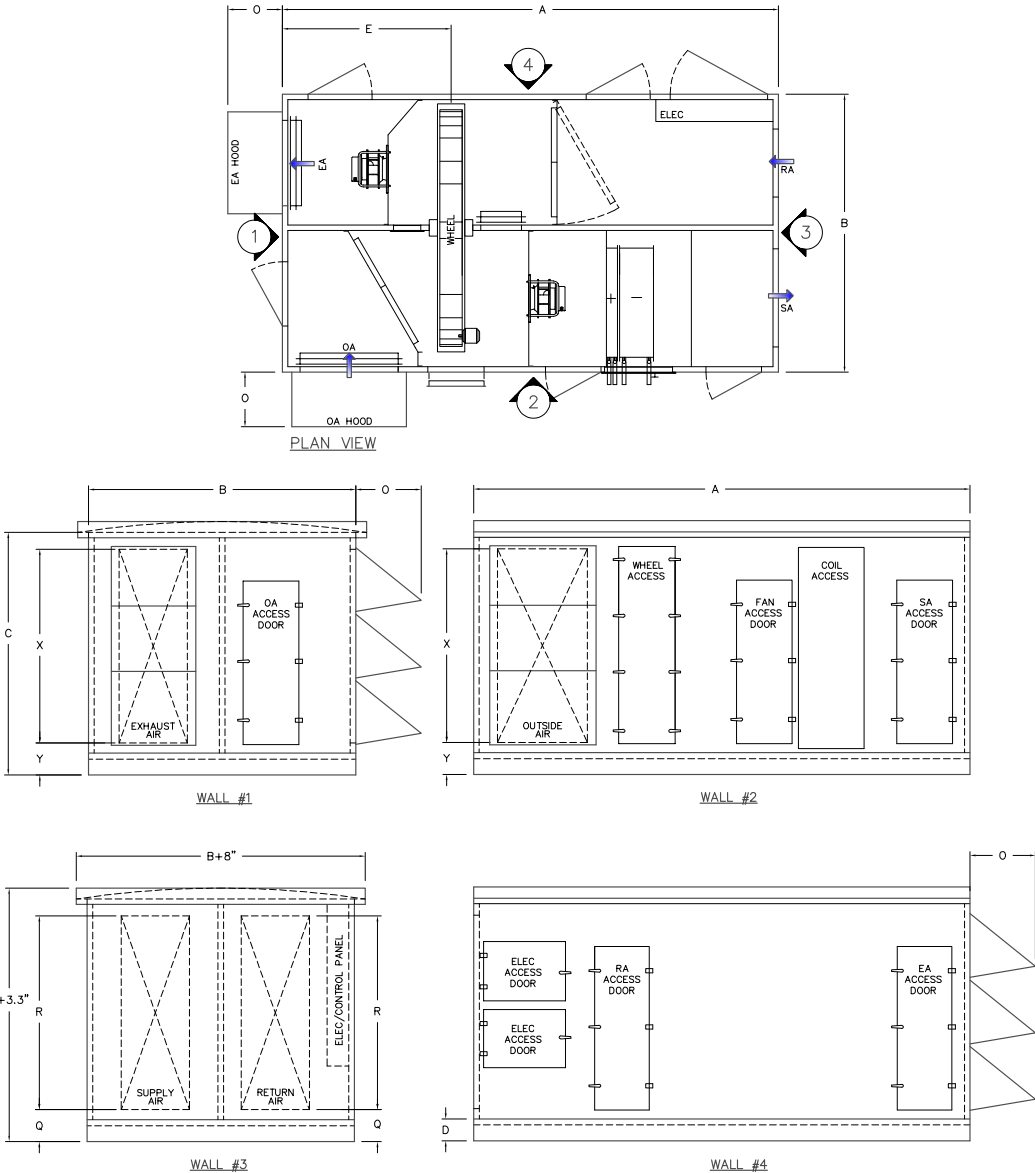 O
A
E
4
ELEC
EA HOOD
EA
RA
WHEEL
B
1
3
SA
OA
O
2
OA HOOD
PLAN VIEW
B
O
A
C
X
Y
OA
ACCESS
DOOR
EXHAUST
AIR
WALL #1
X
Y
OUTSIDE
AIR
WHEEL
ACCESS
FAN
ACCESS
DOOR
COIL
ACCESS
SA
ACCESS
DOOR
WALL #2
B+8"
O
+3.3"
R
Q
SUPPLY
AIR
RETURN
AIR
ELEC/CONTROL PANEL
R
Q
WALL #3
D
ELEC
ACCESS
DOOR
ELEC
ACCESS
DOOR
RA
ACCESS
DOOR
EA
ACCESS
DOOR
WALL #4